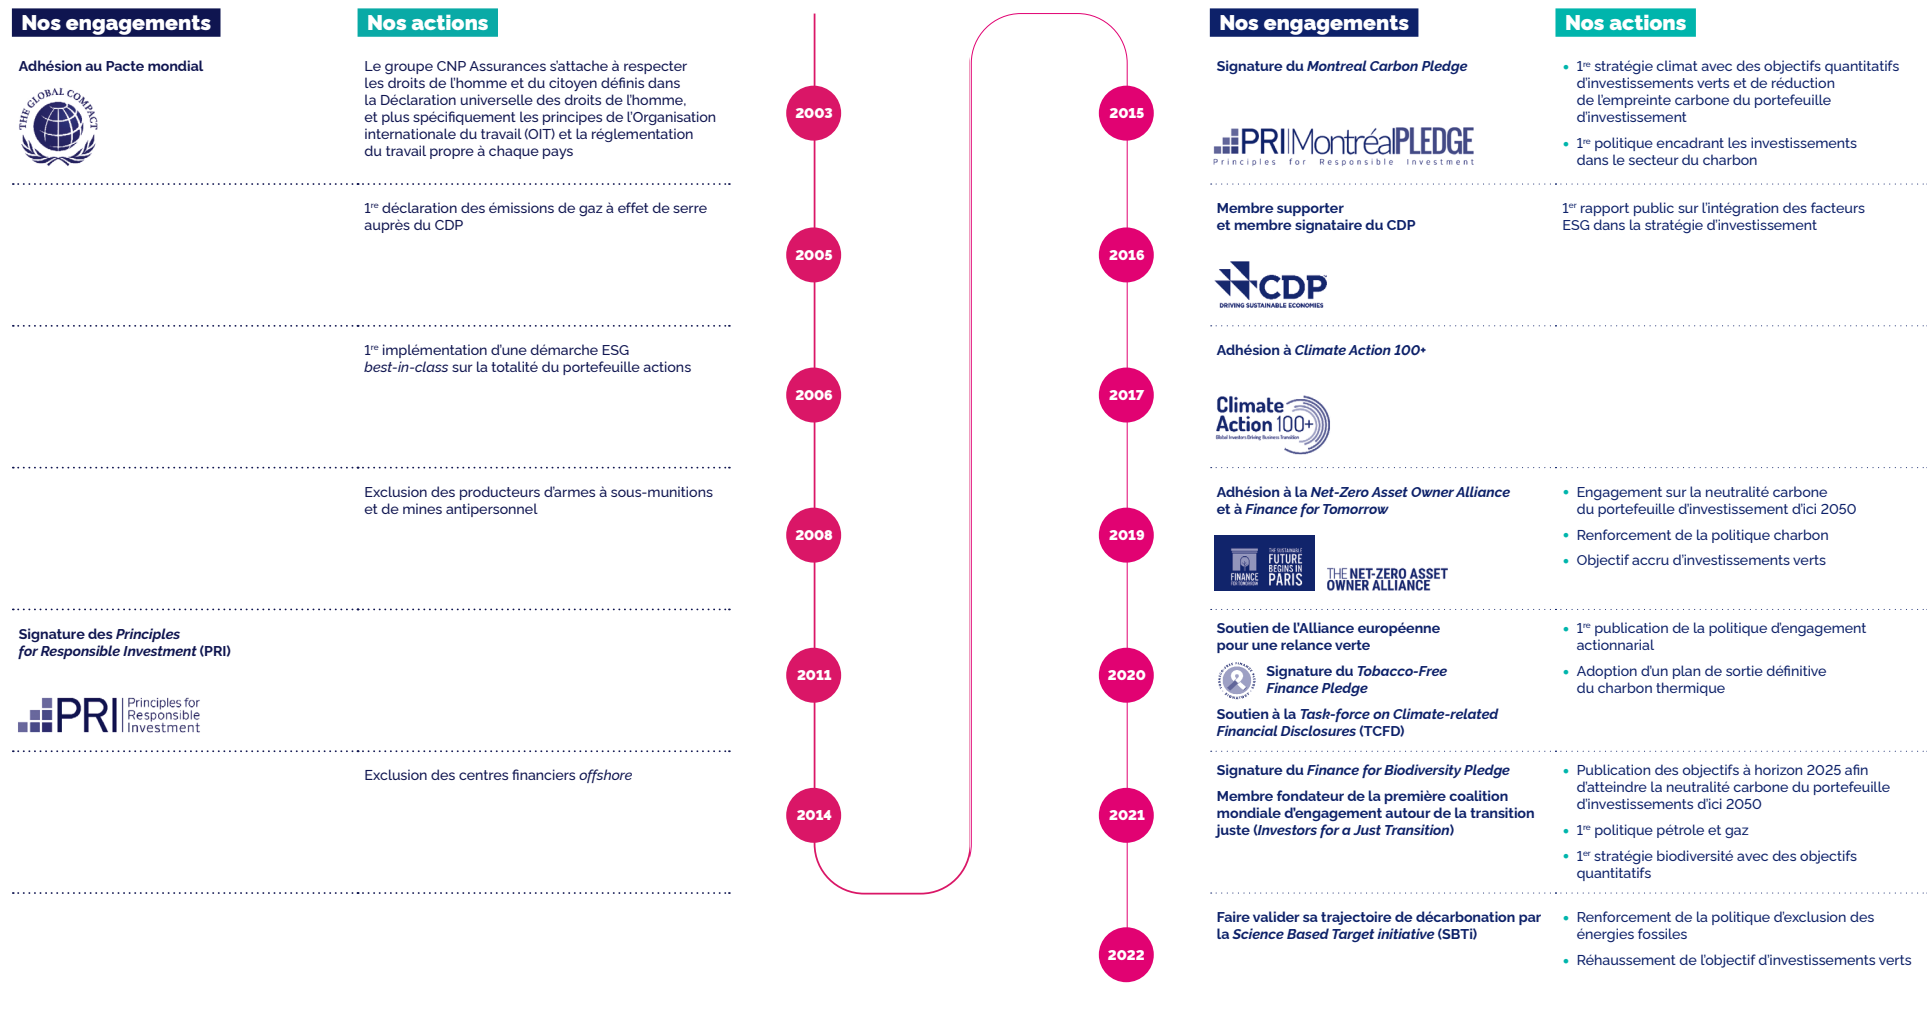 Nos engagements
Nos actions
Adhésion au Pacte mondial
THE GLOBAL COMPACT
Le groupe CNP Assurances s'attache à respecter
les droits de l'homme et du citoyen définis dans
la Déclaration universelle des droits de l'homme,
et plus spécifiquement les principes de l'Organisation
internationale du travail (OIT) et la réglementation
du travail propre à chaque pays
2003
1re déclaration des émissions de gaz à effet de serre
auprès du CDP
2005
1re implémentation d'une démarche ESG
best-in-class sur la totalité du portefeuille actions
2006
Exclusion des producteurs d'armes à sous-munitions
et de mines antipersonnel
2008
Signature des Principles
for Responsible Investment (PRI)
PRI
Principles for
Responsible
Investment
2011
Exclusion des centres financiers offshore
2014
Nos engagements
Nos actions
2015
Signature du Montreal Carbon Pledge
PRI MontréalPLEDGE
Principles for Responsible Investment
• 1re stratégie climat avec des objectifs quantitatifs
d'investissements verts et de réduction
de l'empreinte carbone du portefeuille
d'investissement
• 1re politique encadrant les investissements
dans le secteur du charbon
2016
Membre supporter
et membre signataire du CDP
CDP
DRIVING SUSTAINABLE ECONOMIES
1er rapport public sur l'intégration des facteurs
ESG dans la stratégie d'investissement
2017
Adhésion à Climate Action 100+
Climate
Action 100+
Global Investors Driving Business Transition
2019
Adhésion à la Net-Zero Asset Owner Alliance
et à Finance for Tomorrow
FINANCE
FOR TOMORROW
THE SUSTAINABLE
FUTURE
BEGINS IN
PARIS
THE NET-ZERO ASSET
OWNER ALLIANCE
• Engagement sur la neutralité carbone
du portefeuille d'investissement d'ici 2050
• Renforcement de la politique charbon
• Objectif accru d'investissements verts
2020
Soutien de l'Alliance européenne
pour une relance verte
Signature du Tobacco-Free
Finance Pledge
Soutien à la Task-force on Climate-related
Financial Disclosures (TCFD)
• 1re publication de la politique d'engagement
actionnarial
• Adoption d'un plan de sortie définitive
du charbon thermique
2021
Signature du Finance for Biodiversity Pledge
Membre fondateur de la première coalition
mondiale d'engagement autour de la transition
juste (Investors for a Just Transition)
• Publication des objectifs à horizon 2025 afin
d'atteindre la neutralité carbone du portefeuille
d'investissements d'ici 2050
• 1re politique pétrole et gaz
• 1er stratégie biodiversité avec des objectifs
quantitatifs
2022
Faire valider sa trajectoire de décarbonation par
la Science Based Target initiative (SBTi)
• Renforcement de la politique d'exclusion des
énergies fossiles
• Réhaussement de l'objectif d'investissements verts